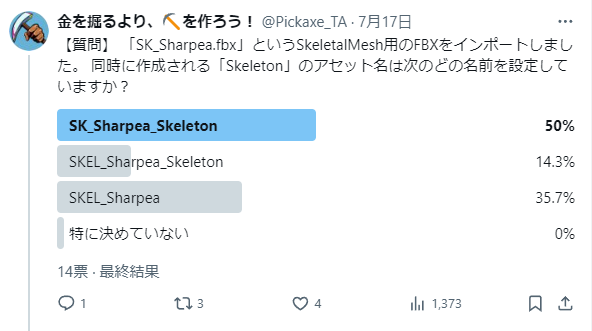 金を掘るより、⛏を作ろう！ @Pickaxe_TA · 7月17日
【質問】 「SK_Sharpea.fbx」というSkeletalMesh用のFBXをインポートしまし
た。 同時に作成される「Skeleton」のアセット名は次のどの名前を設定して
いますか？
SK_Sharpea_Skeleton 50%
SKEL_Sharpea_Skeleton 14.3%
SKEL_Sharpea 35.7%
特に決めていない 0%
14票 · 最終結果
1 3 4 1,373